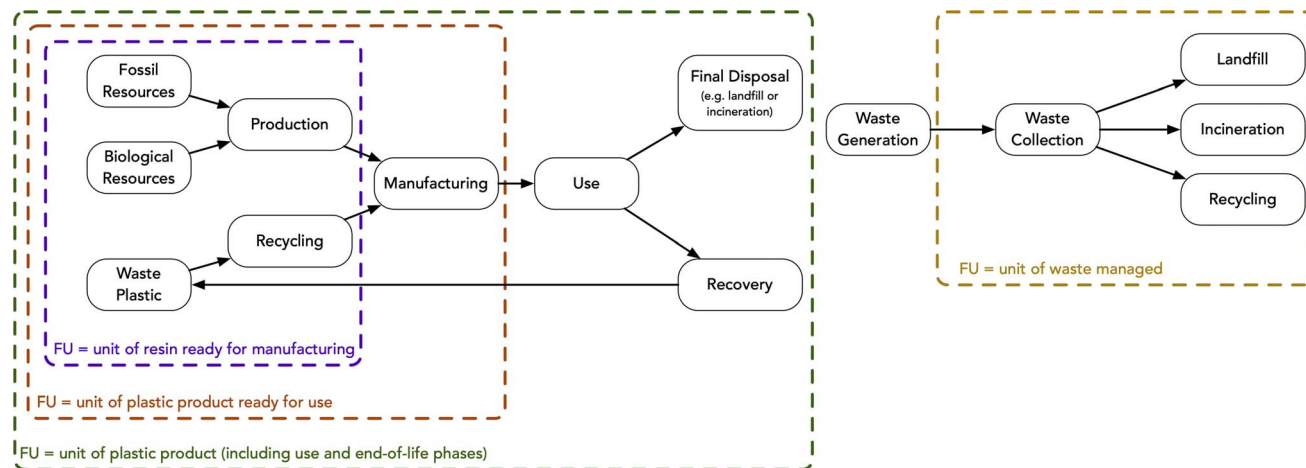 Fossil
Resources
Biological
Resources
Production
Waste
Plastic
Recycling
Manufacturing
Use
Final Disposal
(e.g. landfill or
incineration)
Recovery
FU = unit of resin ready for manufacturing
FU = unit of plastic product ready for use
FU = unit of plastic product (including use and end-of-life phases)
Waste
Generation
Waste
Collection
Landfill
Incineration
Recycling
FU = unit of waste managed